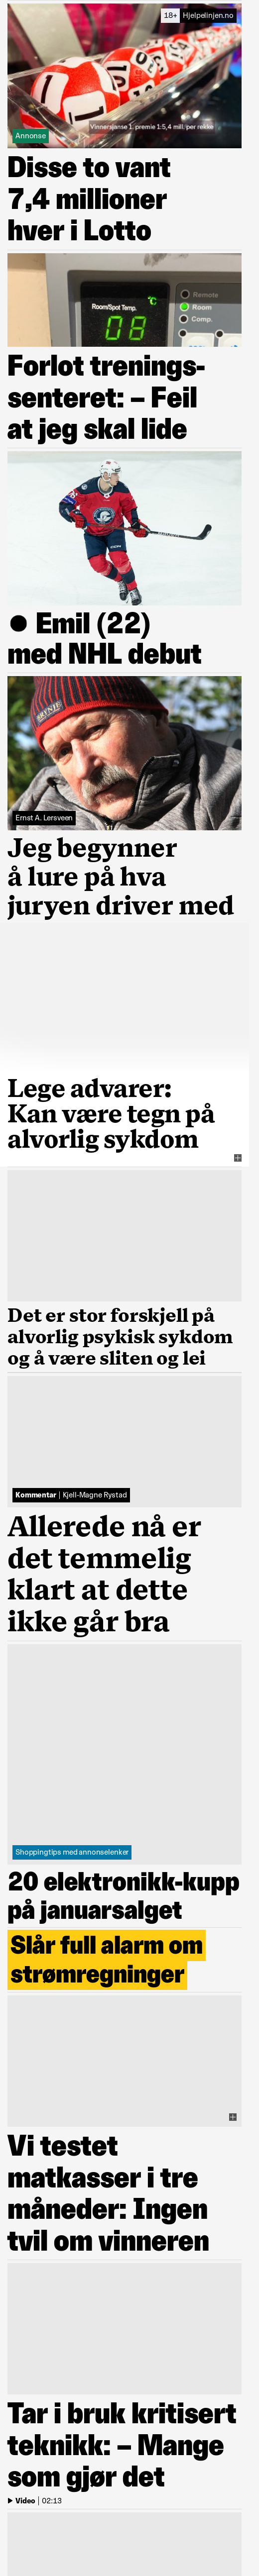 18+ Hjelpelinjen.no
Vinnersjanse 1. premie 1:5,4 mill. per rekke
Annonse
Disse to vant
7,4 millioner
hver i Lotto
Remote
Room/Spot Temp. °C Room
08 Comp.
Forlot trenings-
senteret: – Feil
at jeg skal lide
● Emil (22)
med NHL debut
Ernst A. Lersveen
Jeg begynner
å lure på hva
juryen driver med
Lege advarer:
Kan være tegn på
alvorlig sykdom
Det er stor forskjell på
alvorlig psykisk sykdom
og å være sliten og lei
Kommentar | Kjell-Magne Rystad
Allerede nå er
det temmelig
klart at dette
ikke går bra
Shoppingtips med annonselenker
20 elektronikk-kupp
på januarsalget
Slår full alarm om
strømregninger
Vi testet
matkasser i tre
måneder: Ingen
tvil om vinneren
Tar i bruk kritisert
teknikk: – Mange
som gjør det
Video | 02:13